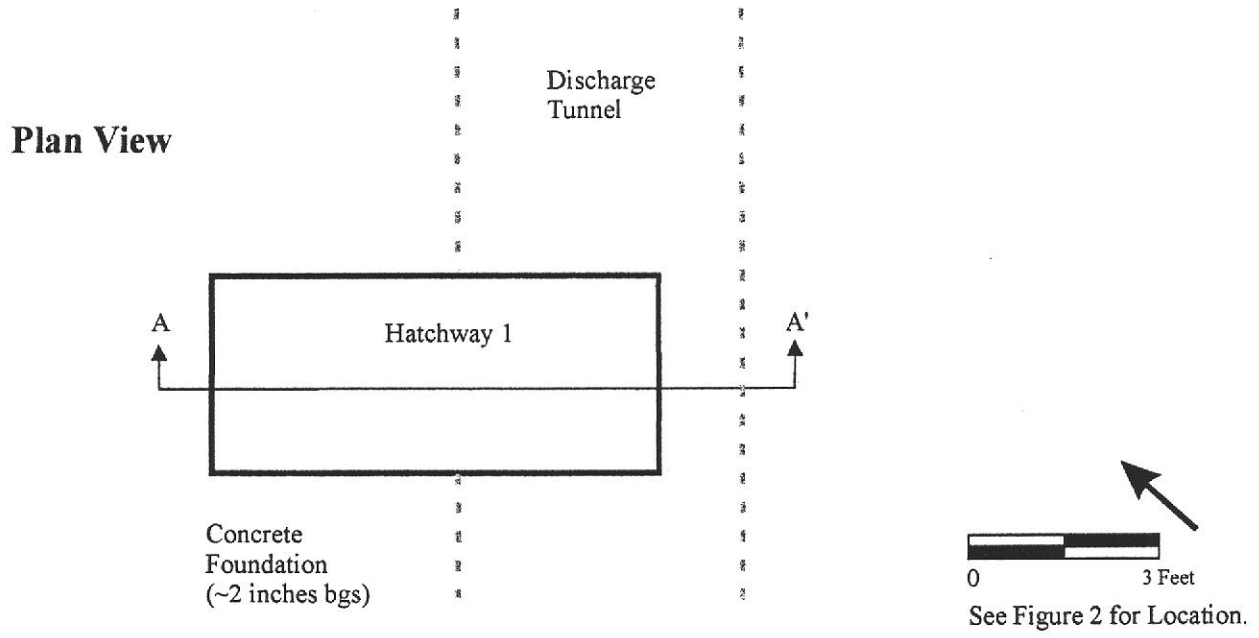 Discharge
Tunnel
Plan View
A
A'
Hatchway 1
Concrete
Foundation
(~2 inches bgs)
0
3 Feet
See Figure 2 for Location.